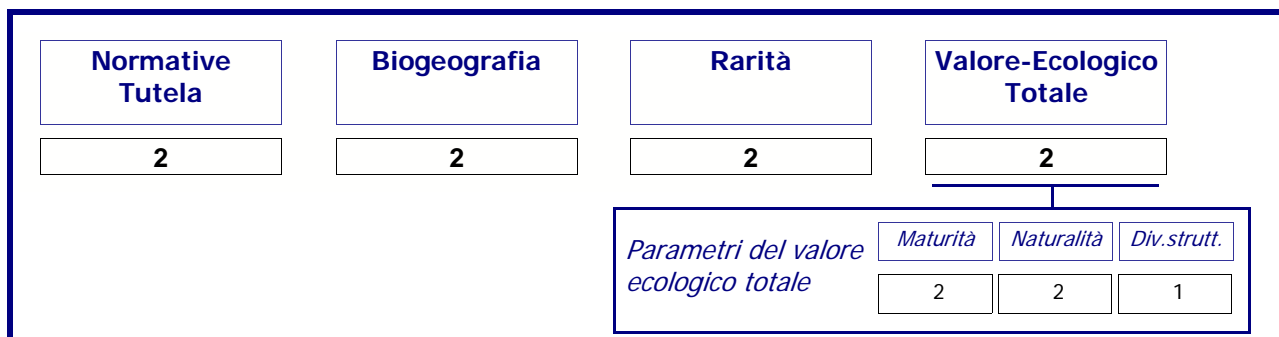 Normative
Tutela
Biogeografia
Rarità
Valore-Ecologico
Totale
2
2
2
2
Parametri del valore
ecologico totale
Maturità
Naturalità
Div.strutt.
2
2
1